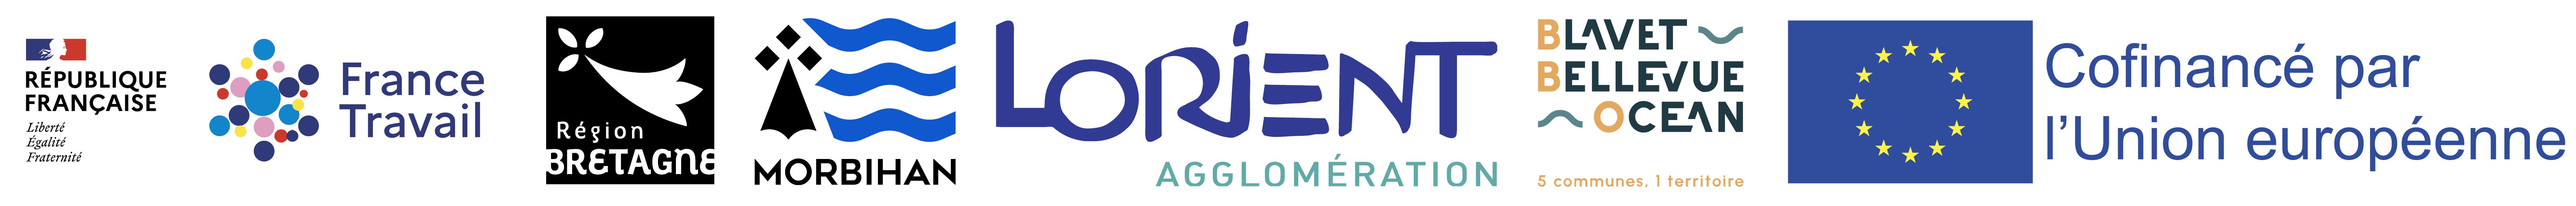 RÉPUBLIQUE
FRANÇAISE
Liberté
Égalité
Fraternité
France
Travail
Région
BRETAGNE
MORBIHAN
LORIENT
AGGLOMÉRATION
BLAVET
BELLEVUE
OCEAN
5 communes, 1 territoire
Cofinancé par
l’Union européenne